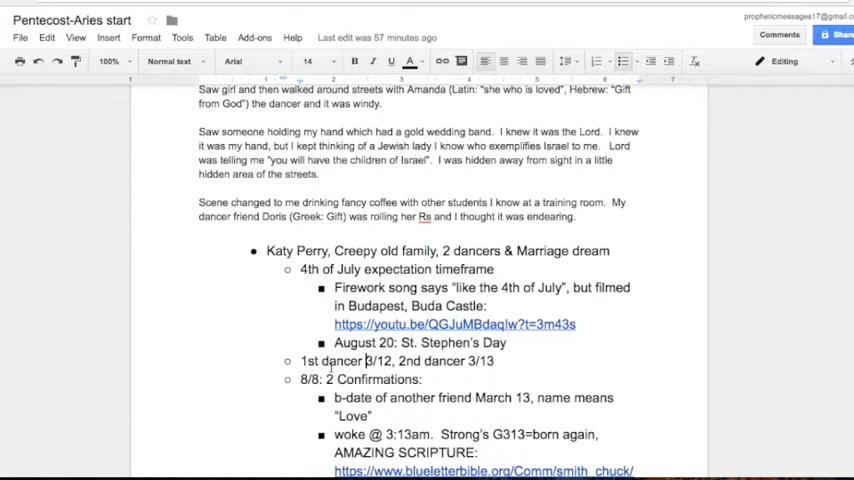 Pentecost-Aries start
propheticmessages17@gmail.c
File Edit View Insert Format Tools Table Add-ons Help Last edit was 57 minutes ago
Comments
Share
100% Normal text Arial 14 B I U A Editing
1 1 2 3 4 5 6 7
Saw girl and then walked around streets with Amanda (Latin: “she who is loved”, Hebrew: “Gift
from God”) the dancer and it was windy.
Saw someone holding my hand which had a gold wedding band. I knew it was the Lord. I knew
it was my hand, but I kept thinking of a Jewish lady I know who exemplifies Israel to me. Lord
was telling me “you will have the children of Israel”. I was hidden away from sight in a little
hidden area of the streets.
Scene changed to me drinking fancy coffee with other students I know at a training room. My
dancer friend Doris (Greek: Gift) was rolling her Rs and I thought it was endearing.
Katy Perry, Creepy old family, 2 dancers & Marriage dream
4th of July expectation timeframe
Firework song says “like the 4th of July”, but filmed
in Budapest, Buda Castle:
https://youtu.be/QGJuMBdaqIw?t=3m43s
August 20: St. Stephen’s Day
1st dancer 3/12, 2nd dancer 3/13
8/8: 2 Confirmations:
b-date of another friend March 13, name means
“Love”
woke @ 3:13am. Strong’s G313=born again,
AMAZING SCRIPTURE:
https://www.blueletterbible.org/Comm/smith_chuck/